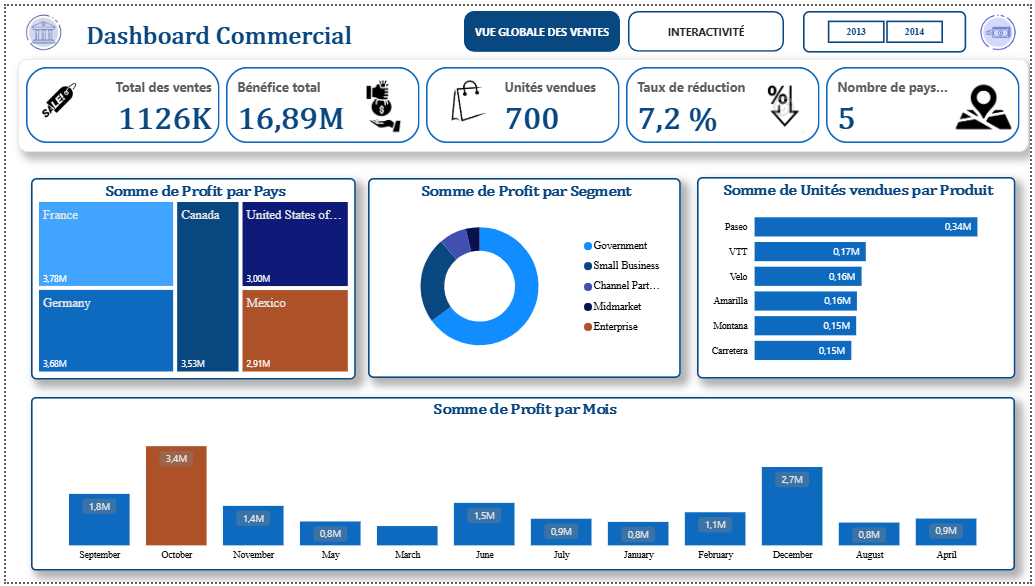 Dashboard Commercial
VUE GLOBALE DES VENTES
INTERACTIVITÉ
2013
2014
Total des ventes
1126K
SALE!
Bénéfice total
16,89M
$
Unités vendues
700
Taux de réduction
7,2 %
%
Nombre de pays...
5
Somme de Profit par Pays
France
3,78M
Germany
3,68M
Canada
3,53M
United States of...
3,00M
Mexico
2,91M
Somme de Profit par Segment
Government
Small Business
Channel Part...
Midmarket
Enterprise
Somme de Unités vendues par Produit
Paseo 0,34M
VTT 0,17M
Velo 0,16M
Amarilla 0,16M
Montana 0,15M
Carretera 0,15M
Somme de Profit par Mois
1,8M 3,4M 1,4M 0,8M 1,5M 0,9M 0,8M 1,1M 2,7M 0,8M 0,9M
September October November May March June July January February December August April